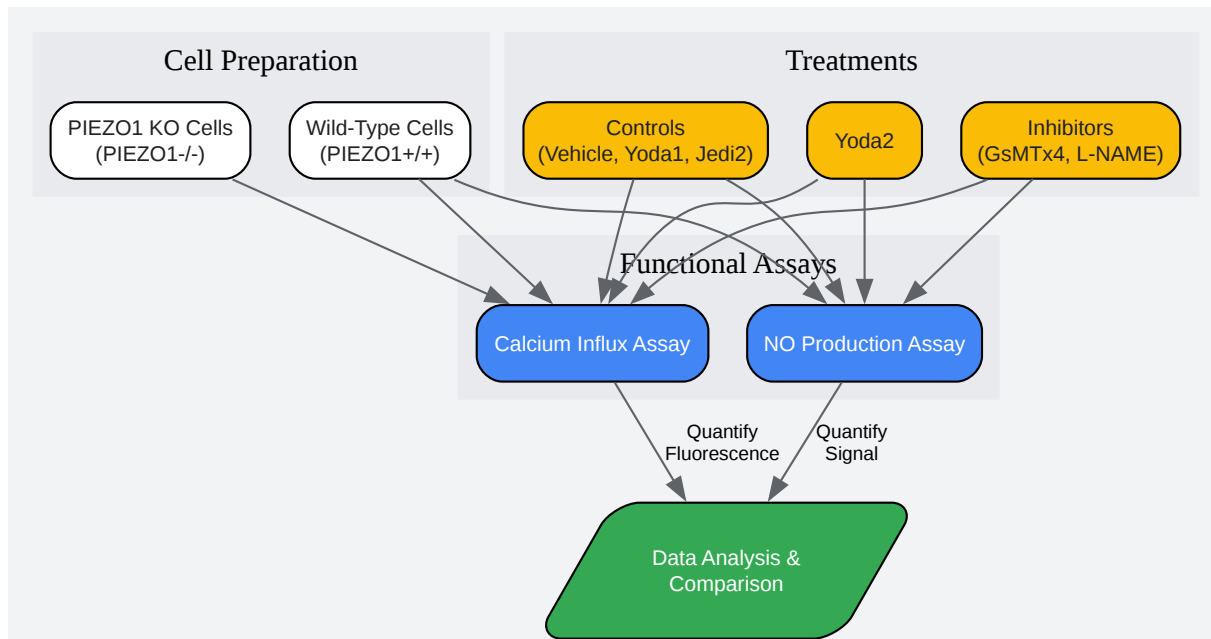 Cell Preparation
Treatments
PIEZO1 KO Cells
(PIEZO1-/-)
Wild-Type Cells
(PIEZO1+/+)
Controls
(Vehicle, Yoda1, Jedi2)
Yoda2
Inhibitors
(GsMTx4, L-NAME)
Functional Assays
Calcium Influx Assay
NO Production Assay
Quantify
Fluorescence
Quantify
Signal
Data Analysis &
Comparison